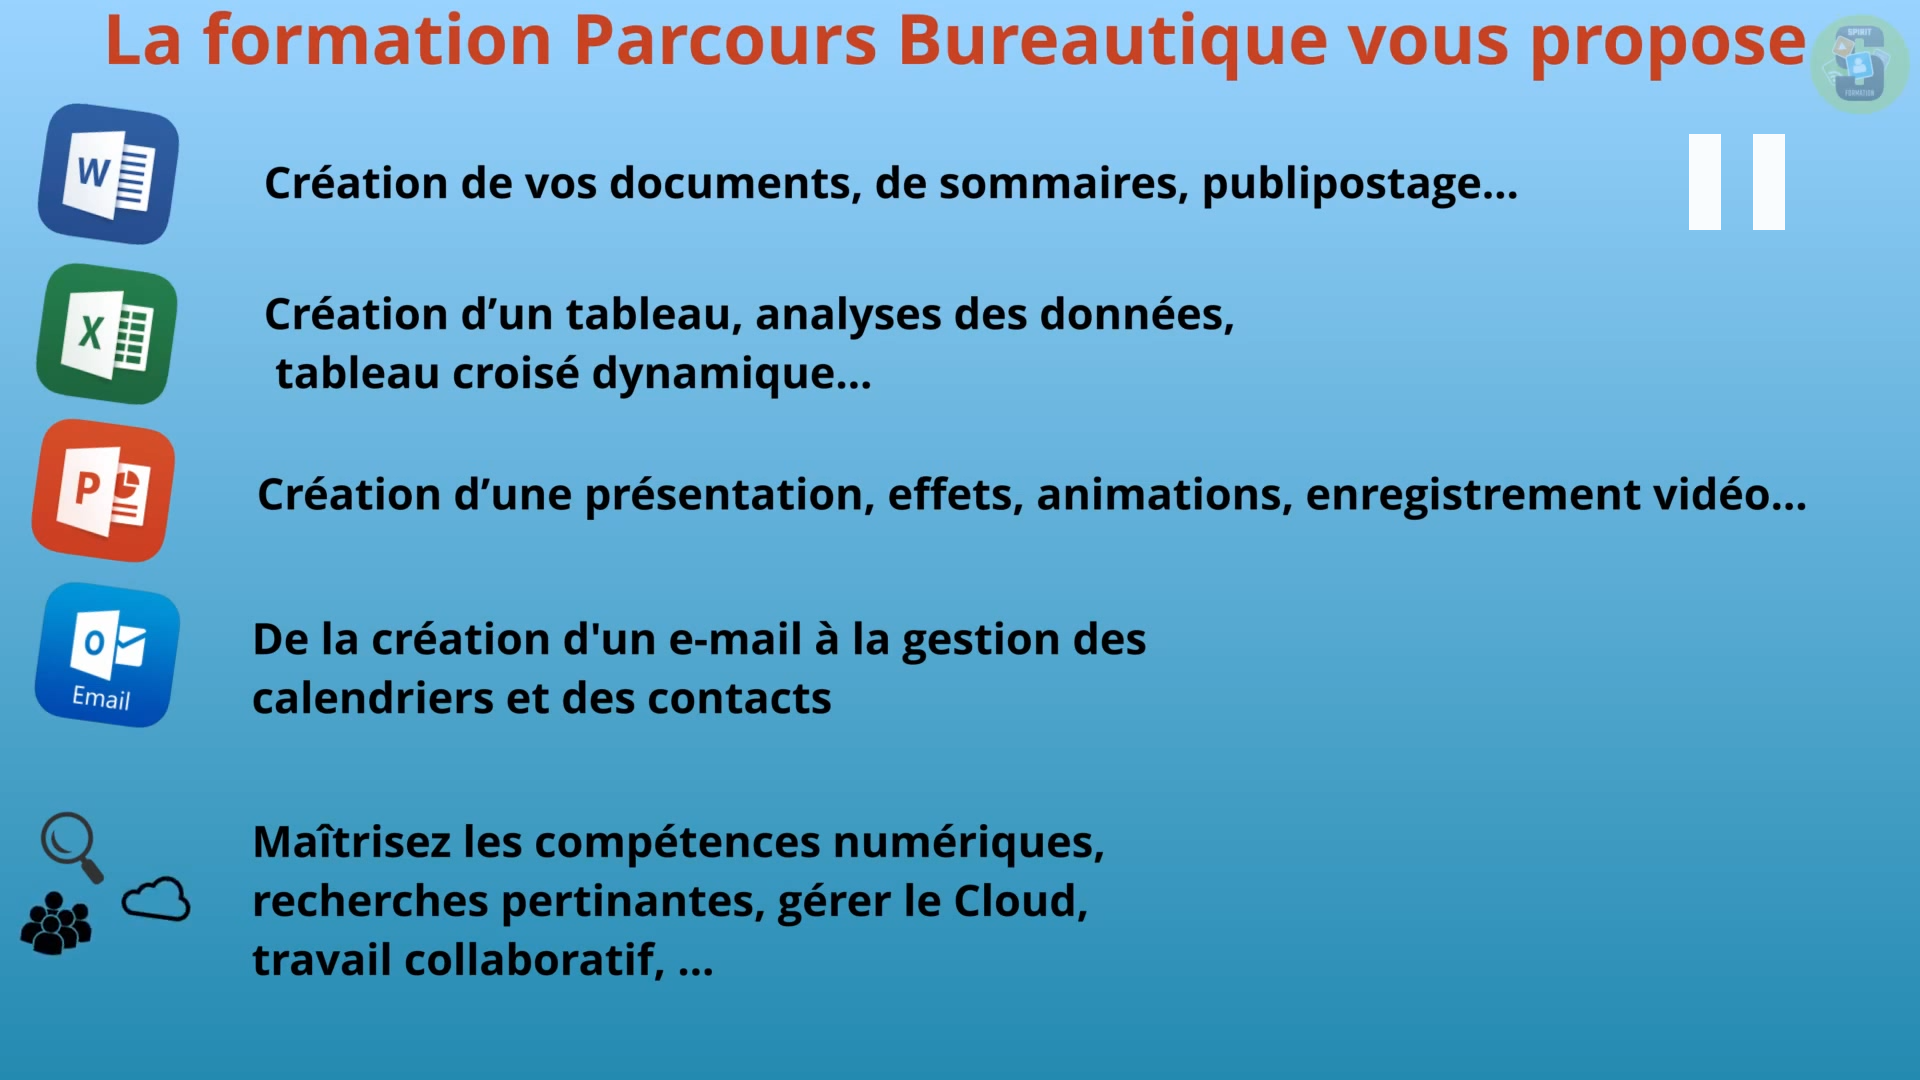 La formation Parcours Bureautique vous propose
SPIRIT
FORMATION
W
Création de vos documents, de sommaires, publipostage...
X
Création d’un tableau, analyses des données,
tableau croisé dynamique...
P
Création d’une présentation, effets, animations, enregistrement vidéo...
O
Email
De la création d'un e-mail à la gestion des
calendriers et des contacts
Maîtrisez les compétences numériques,
recherches pertinantes, gérer le Cloud,
travail collaboratif, ...